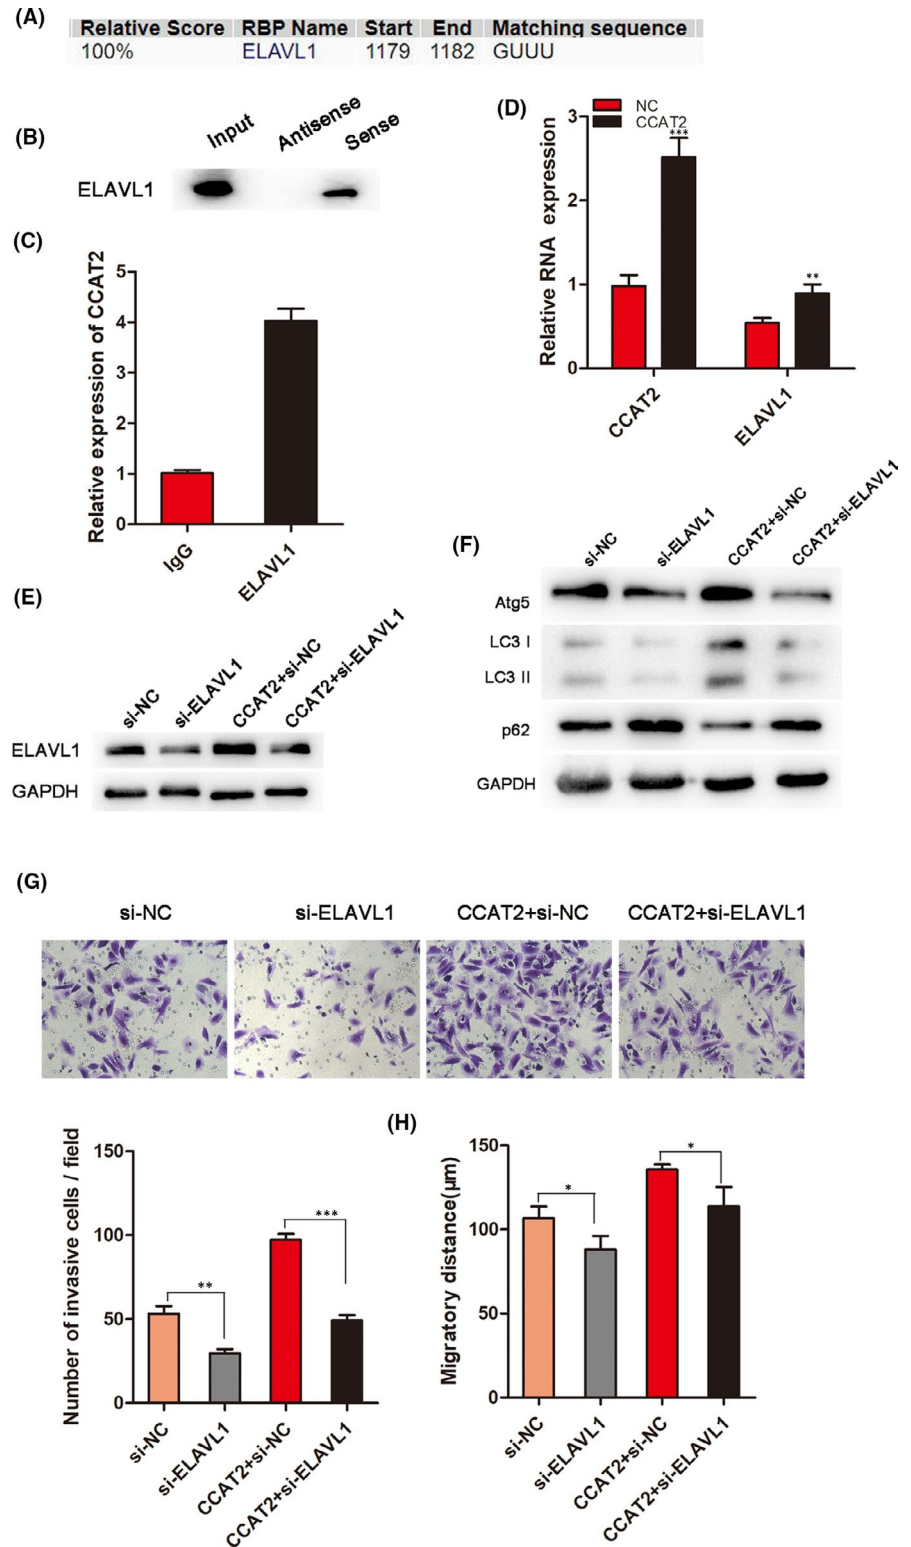 (A)
Relative Score RBP Name Start End Matching sequence
100% ELAVL1 1179 1182 GUUU
(B)
Input Antisense Sense
ELAVL1
(C)
Relative expression of CCAT2
5
4
3
2
1
0
IgG ELAVL1
(D)
NC
CCAT2
Relative RNA expression
3
2
1
0
***
**
CCAT2 ELAVL1
(E)
si-NC si-ELAVL1 CCAT2+si-NC CCAT2+si-ELAVL1
ELAVL1
GAPDH
(F)
si-NC si-ELAVL1 CCAT2+si-NC CCAT2+si-ELAVL1
Atg5
LC3 I
LC3 II
p62
GAPDH
(G)
si-NC si-ELAVL1 CCAT2+si-NC CCAT2+si-ELAVL1
Number of invasive cells / field
150
100
50
0
**
***
si-NC si-ELAVL1 CCAT2+si-NC CCAT2+si-ELAVL1
(H)
Migratory distance(µm)
150
100
50
0
*
*
si-NC si-ELAVL1 CCAT2+si-NC CCAT2+si-ELAVL1